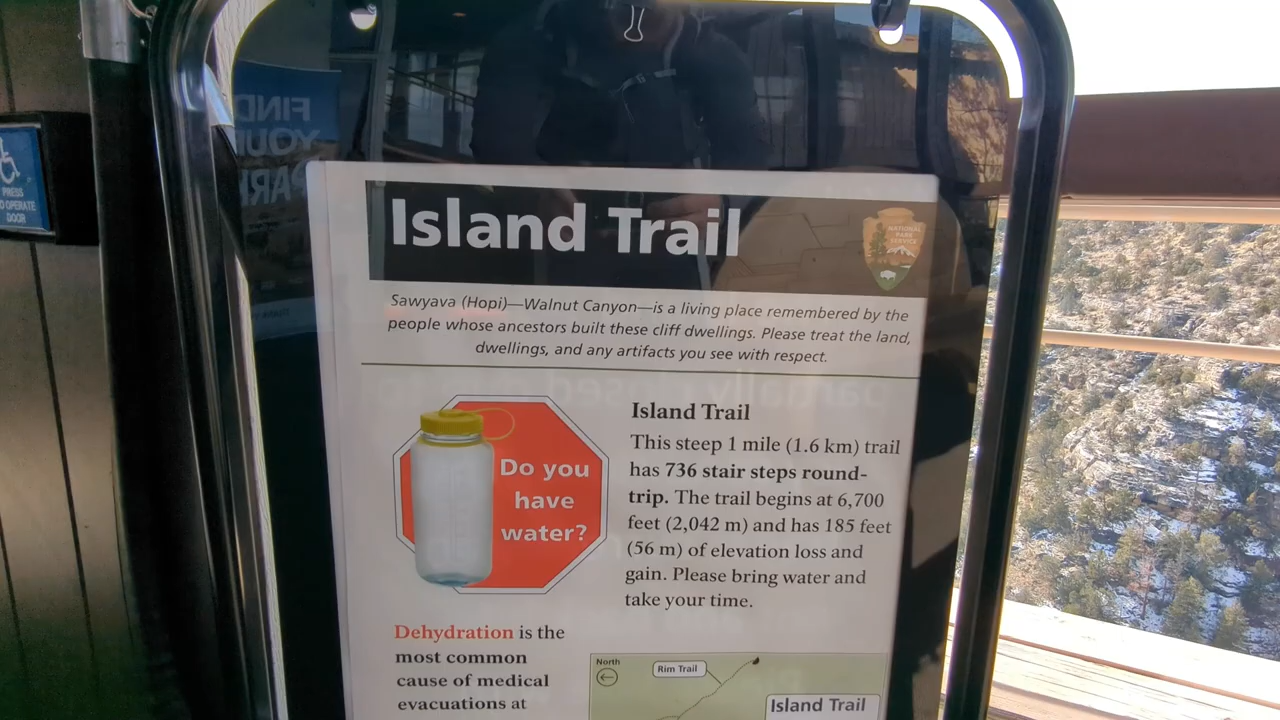 FIND
YOUR
PARK
PRESS
TO OPERATE
DOOR
Island Trail
NATIONAL
PARK
SERVICE
Sawyava (Hopi)—Walnut Canyon—is a living place remembered by the
people whose ancestors built these cliff dwellings. Please treat the land,
dwellings, and any artifacts you see with respect.
Do you
have
water?
Island Trail
This steep 1 mile (1.6 km) trail
has 736 stair steps round-
trip. The trail begins at 6,700
feet (2,042 m) and has 185 feet
(56 m) of elevation loss and
gain. Please bring water and
take your time.
Dehydration is the
most common
cause of medical
evacuations at
North
Rim Trail
Island Trail